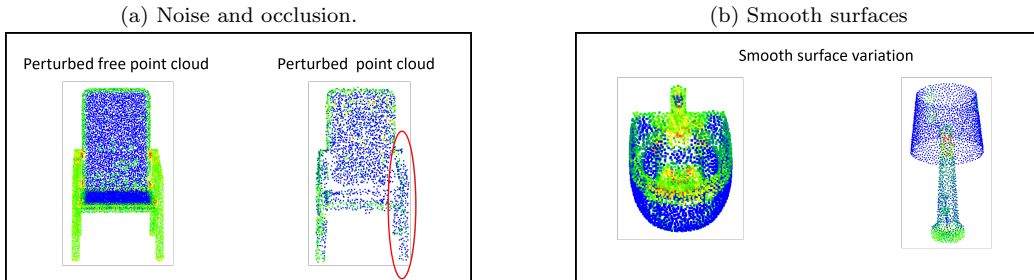 (a) Noise and occlusion.
Perturbed free point cloud
Perturbed point cloud
(b) Smooth surfaces
Smooth surface variation